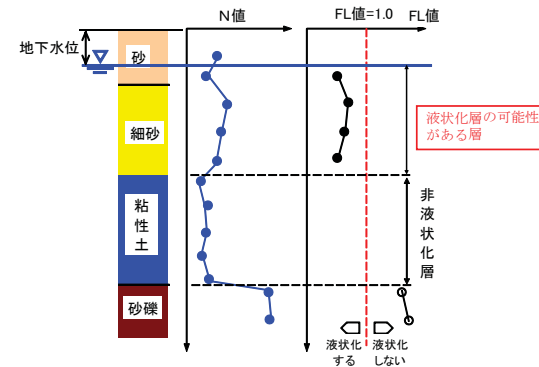 N値
FL値=1.0
FL値
地下水位
砂
液状化層の可能性
がある層
細砂
粘
性
土
非
液
状
化
層
砂礫
液状化
する
液状化
しない